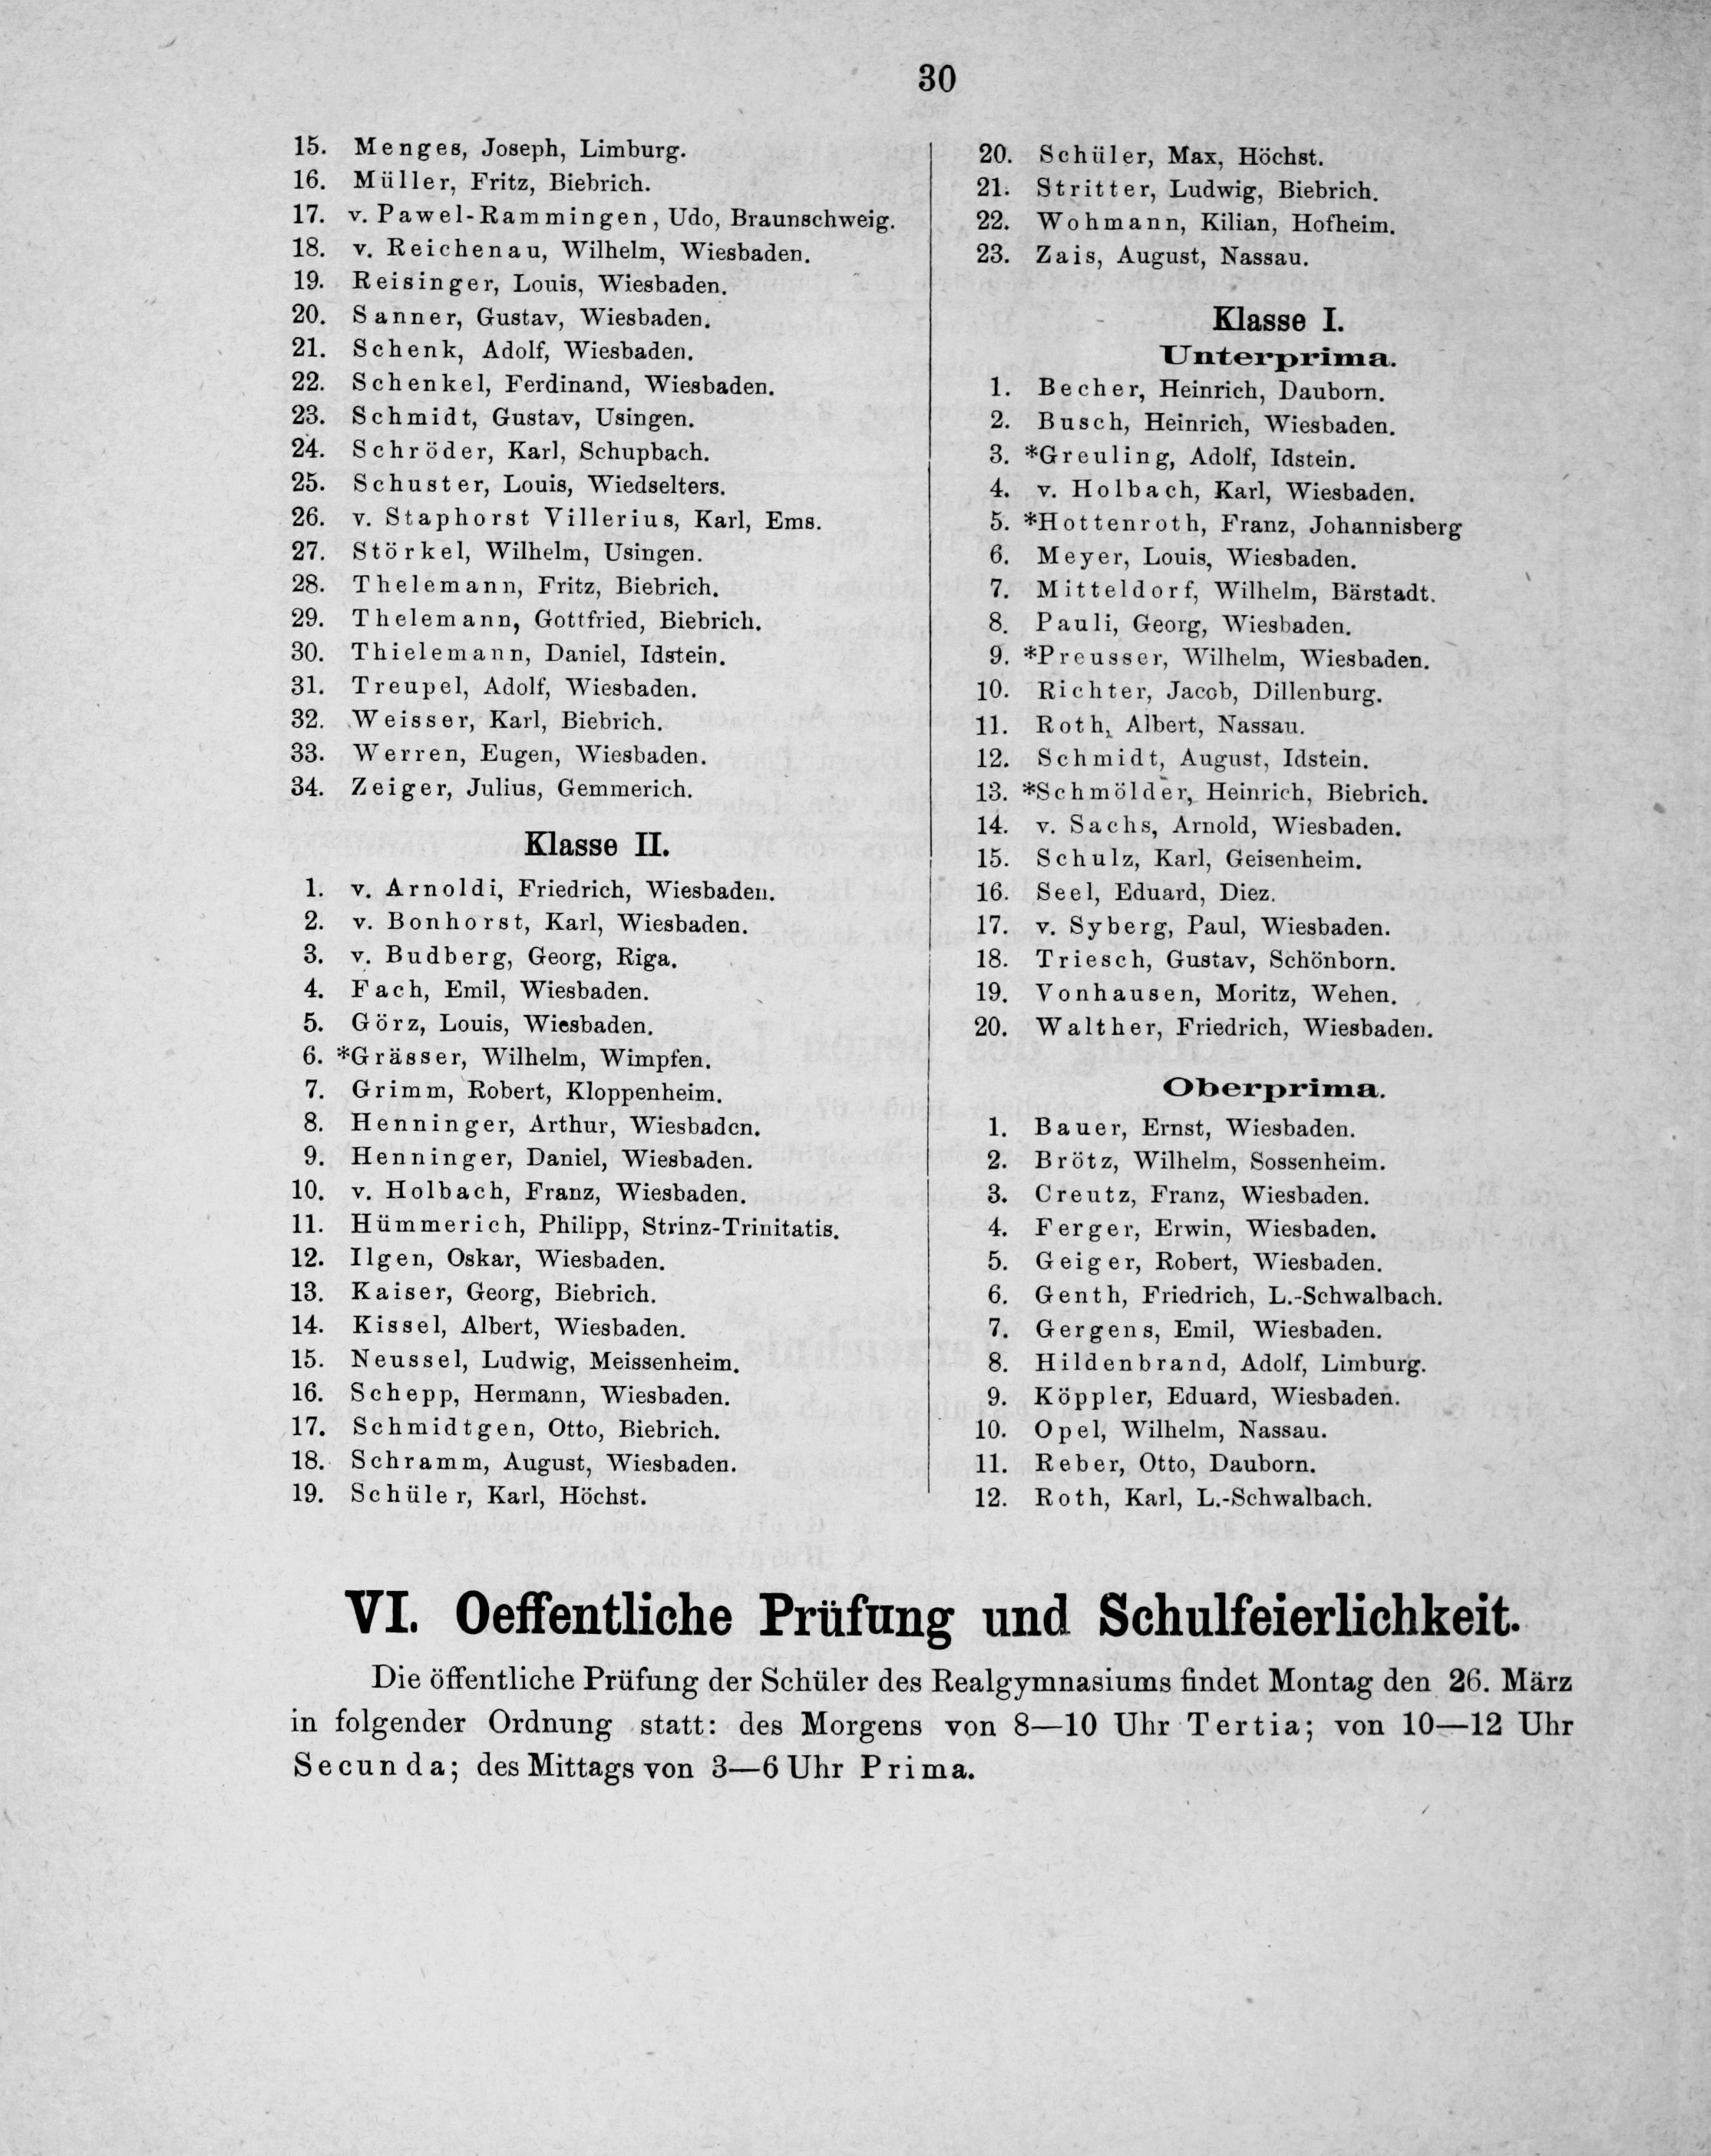 30
15. Menges, Joseph, Limburg.
16. Müller, Fritz, Biebrich.
17. v. Pawel-Rammingen, Udo, Braunschweig.
18. v. Reichenau, Wilhelm, Wiesbaden.
19. Reisinger, Louis, Wiesbaden.
20. Sanner, Gustav, Wiesbaden.
21. Schenk, Adolf, Wiesbaden.
22. Schenkel, Ferdinand, Wiesbaden.
23. Schmidt, Gustav, Usingen.
24. Schröder, Karl, Schupbach.
25. Schuster, Louis, Wiedselters.
26. v. Staphorst Villerius, Karl, Ems.
27. Störkel, Wilhelm, Usingen.
28. Thelemann, Fritz, Biebrich.
29. Thelemann, Gottfried, Biebrich.
30. Thielemann, Daniel, Idstein.
31. Treupel, Adolf, Wiesbaden.
32. Weisser, Karl, Biebrich.
33. Werren, Eugen, Wiesbaden.
34. Zeiger, Julius, Gemmerich.
Klasse II.
1. v. Arnoldi, Friedrich, Wiesbaden.
2. v. Bonhorst, Karl, Wiesbaden.
3. v. Budberg, Georg, Riga.
4. Fach, Emil, Wiesbaden.
5. Görz, Louis, Wiesbaden.
6. *Grässer, Wilhelm, Wimpfen.
7. Grimm, Robert, Kloppenheim.
8. Henninger, Arthur, Wiesbaden.
9. Henninger, Daniel, Wiesbaden.
10. v. Holbach, Franz, Wiesbaden.
11. Hümmerich, Philipp, Strinz-Trinitatis.
12. Ilgen, Oskar, Wiesbaden.
13. Kaiser, Georg, Biebrich.
14. Kissel, Albert, Wiesbaden.
15. Neussel, Ludwig, Meissenheim.
16. Schepp, Hermann, Wiesbaden.
17. Schmidtgen, Otto, Biebrich.
18. Schramm, August, Wiesbaden.
19. Schüler, Karl, Höchst.
20. Schüler, Max, Höchst.
21. Stritter, Ludwig, Biebrich.
22. Wohmann, Kilian, Hofheim.
23. Zais, August, Nassau.
Klasse I.
Unterprima.
1. Becher, Heinrich, Dauborn.
2. Busch, Heinrich, Wiesbaden.
3. *Greuling, Adolf, Idstein.
4. v. Holbach, Karl, Wiesbaden.
5. *Hottenroth, Franz, Johannisberg
6. Meyer, Louis, Wiesbaden.
7. Mitteldorf, Wilhelm, Bärstadt.
8. Pauli, Georg, Wiesbaden.
9. *Preusser, Wilhelm, Wiesbaden.
10. Richter, Jacob, Dillenburg.
11. Roth, Albert, Nassau.
12. Schmidt, August, Idstein.
13. *Schmölder, Heinrich, Biebrich.
14. v. Sachs, Arnold, Wiesbaden.
15. Schulz, Karl, Geisenheim.
16. Seel, Eduard, Diez.
17. v. Syberg, Paul, Wiesbaden.
18. Triesch, Gustav, Schönborn.
19. Vonhausen, Moritz, Wehen.
20. Walther, Friedrich, Wiesbaden.
Oberprima.
1. Bauer, Ernst, Wiesbaden.
2. Brötz, Wilhelm, Sossenheim.
3. Creutz, Franz, Wiesbaden.
4. Ferger, Erwin, Wiesbaden.
5. Geiger, Robert, Wiesbaden.
6. Genth, Friedrich, L.-Schwalbach.
7. Gergens, Emil, Wiesbaden.
8. Hildenbrand, Adolf, Limburg.
9. Köppler, Eduard, Wiesbaden.
10. Opel, Wilhelm, Nassau.
11. Reber, Otto, Dauborn.
12. Roth, Karl, L.-Schwalbach.
VI. Oeffentliche Prüfung und Schulfeierlichkeit.
Die öffentliche Prüfung der Schüler des Realgymnasiums findet Montag den 26. März
in folgender Ordnung statt: des Morgens von 8—10 Uhr Tertia; von 10—12 Uhr
Secunda; des Mittags von 3—6 Uhr Prima.